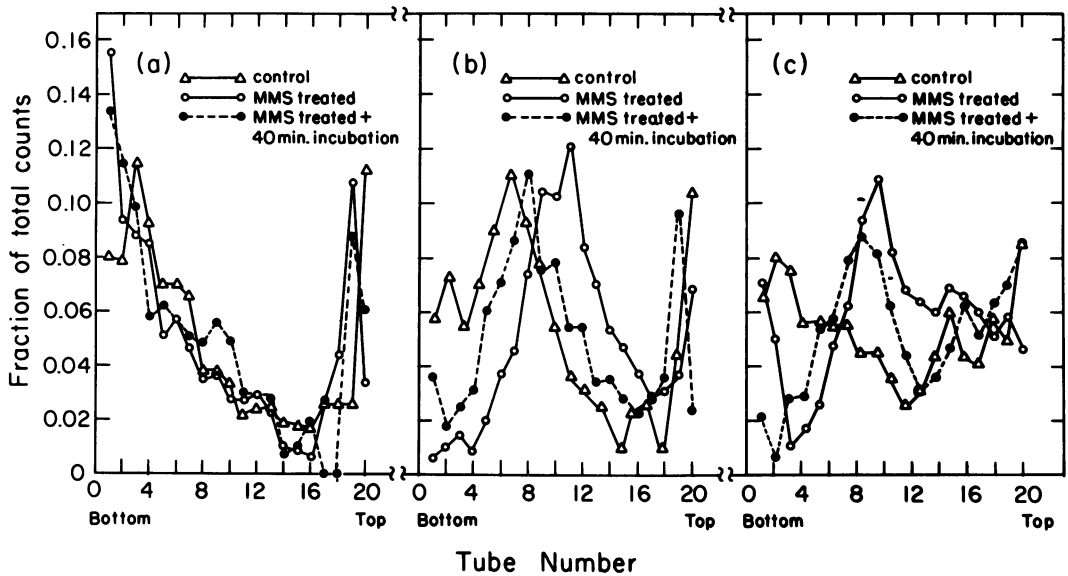 Fraction of total counts
0.16
0.14
0.12
0.10
0.08
0.06
0.04
0.02
0
(a)
control
MMS treated
MMS treated +
40 min. incubation
(b)
control
MMS treated
MMS treated +
40 min. incubation
(c)
control
MMS treated
MMS treated +
40 min. incubation
0 4 8 12 16 20
Bottom Top
0 4 8 12 16 20
Bottom Top
0 4 8 12 16 20
Bottom Top
Tube Number